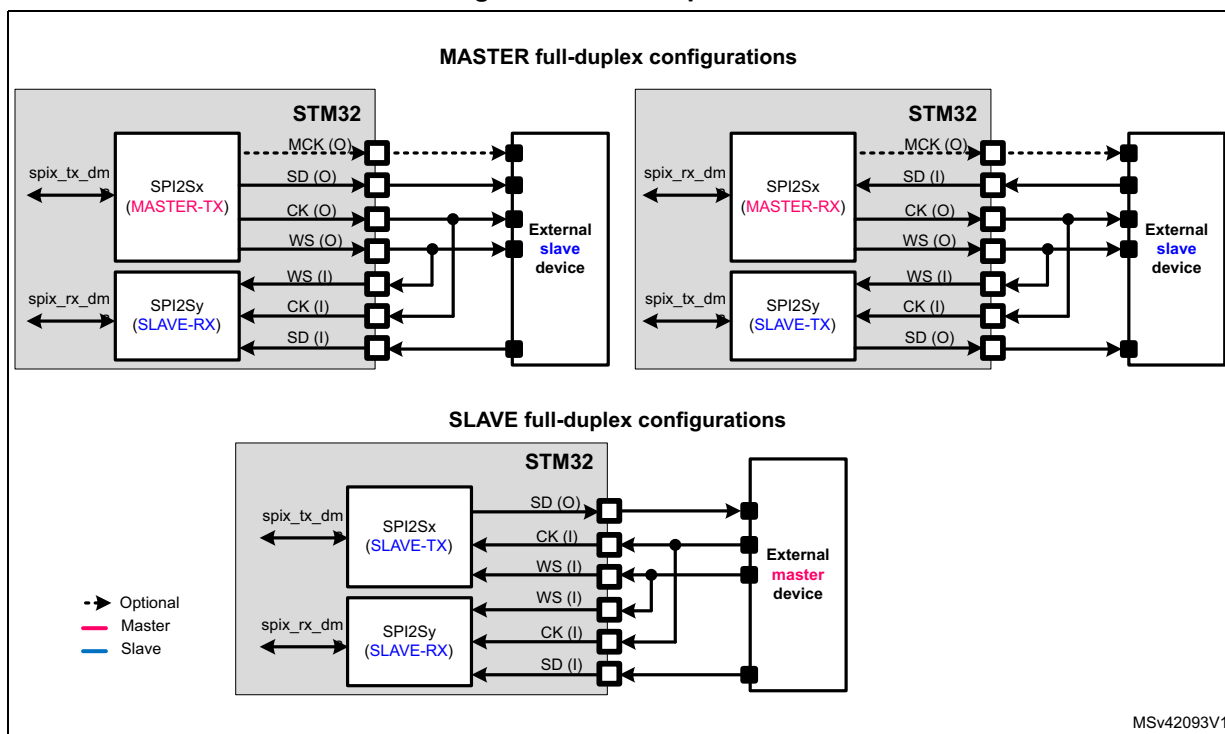 MASTER full-duplex configurations
STM32
MCK (O)
spix_tx_dm
SD (O)
SPI2Sx
(MASTER-TX)
CK (O)
WS (O)
External
slave
device
WS (I)
spix_rx_dm
SPI2Sy
(SLAVE-RX)
CK (I)
SD (I)
STM32
MCK (O)
spix_rx_dm
SD (I)
SPI2Sx
(MASTER-RX)
CK (O)
WS (O)
External
slave
device
WS (I)
spix_tx_dm
SPI2Sy
(SLAVE-TX)
CK (I)
SD (O)
SLAVE full-duplex configurations
STM32
SD (O)
spix_tx_dm
SPI2Sx
(SLAVE-TX)
CK (I)
WS (I)
External
master
device
WS (I)
spix_rx_dm
SPI2Sy
(SLAVE-RX)
CK (I)
SD (I)
Optional
Master
Slave
MSv42093V1